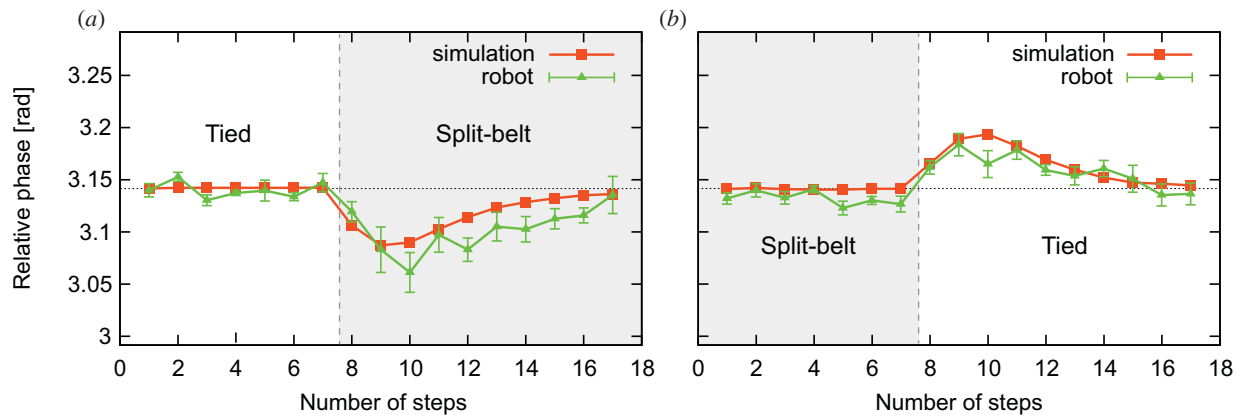 (a)
(b)
simulation
robot
simulation
robot
3.25
3.2
3.15
3.1
3.05
3
Relative phase [rad]
Tied
Split-belt
Split-belt
Tied
0 2 4 6 8 10 12 14 16 18
0 2 4 6 8 10 12 14 16 18
Number of steps
Number of steps